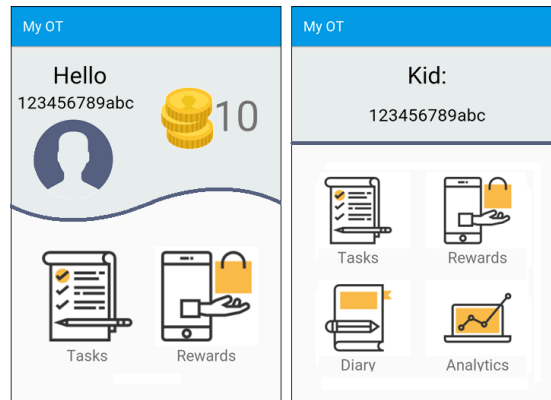 My OT
Hello
123456789abc
10
Tasks
Rewards
My OT
Kid:
123456789abc
Tasks
Rewards
Diary
Analytics